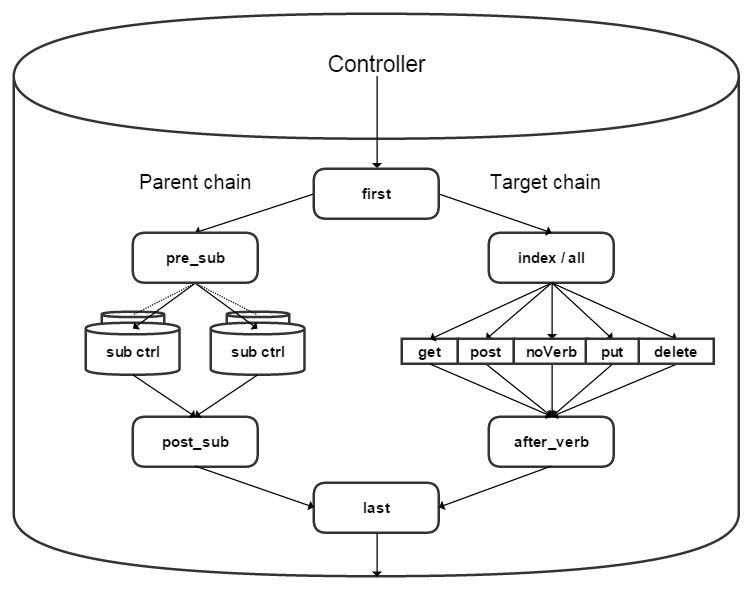 Controller
Parent chain
first
Target chain
pre_sub
index / all
sub ctrl
sub ctrl
get
post
noVerb
put
delete
post_sub
after_verb
last